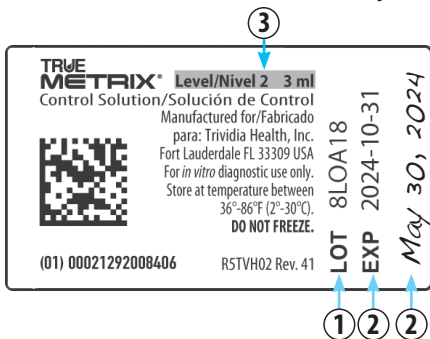 3
TRUE
METRIX® Level/Nivel 2 3 ml
Control Solution/Solución de Control
Manufactured for/Fabricado
para: Trividia Health, Inc.
Fort Lauderdale FL 33309 USA
For in vitro diagnostic use only.
Store at temperature between
36°-86°F (2°-30°C).
DO NOT FREEZE.
(01) 00021292008406 R5TVH02 Rev. 41
LOT 8LOA18
EXP 2024-10-31
May 30, 2024
1 2 2